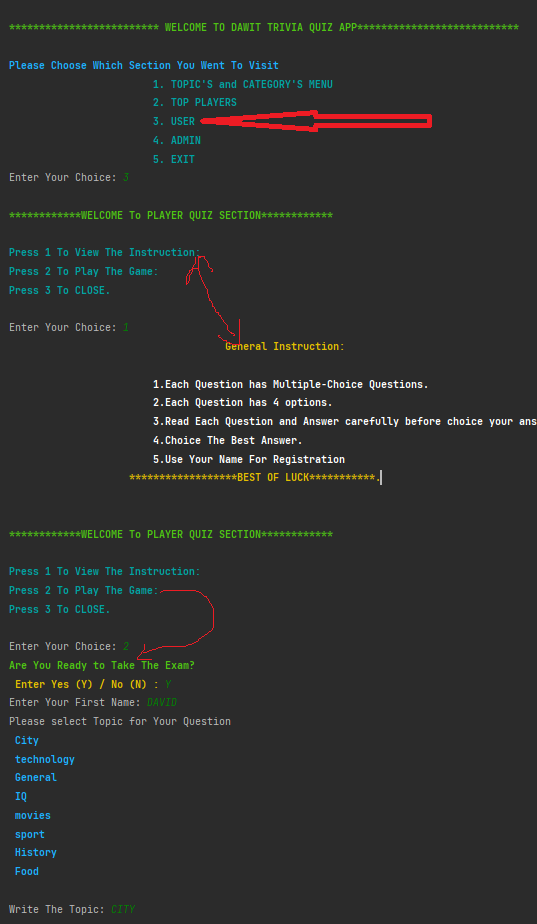 ************************* WELCOME TO DAWIT TRIVIA QUIZ APP***************************
Please Choose Which Section You Went To Visit
1. TOPIC'S and CATEGORY'S MENU
2. TOP PLAYERS
3. USER
4. ADMIN
5. EXIT
Enter Your Choice: 3
************WELCOME To PLAYER QUIZ SECTION************
Press 1 To View The Instruction:
Press 2 To Play The Game:
Press 3 To CLOSE.
Enter Your Choice: 1
General Instruction:
1.Each Question has Multiple-Choice Questions.
2.Each Question has 4 options.
3.Read Each Question and Answer carefully before choice your ans
4.Choice The Best Answer.
5.Use Your Name For Registration
******************BEST OF LUCK***********.
************WELCOME To PLAYER QUIZ SECTION************
Press 1 To View The Instruction:
Press 2 To Play The Game:
Press 3 To CLOSE.
Enter Your Choice: 2
Are You Ready to Take The Exam?
Enter Yes (Y) / No (N) : Y
Enter Your First Name: DAVID
Please select Topic for Your Question
City
technology
General
IQ
movies
sport
History
Food
Write The Topic: CITY